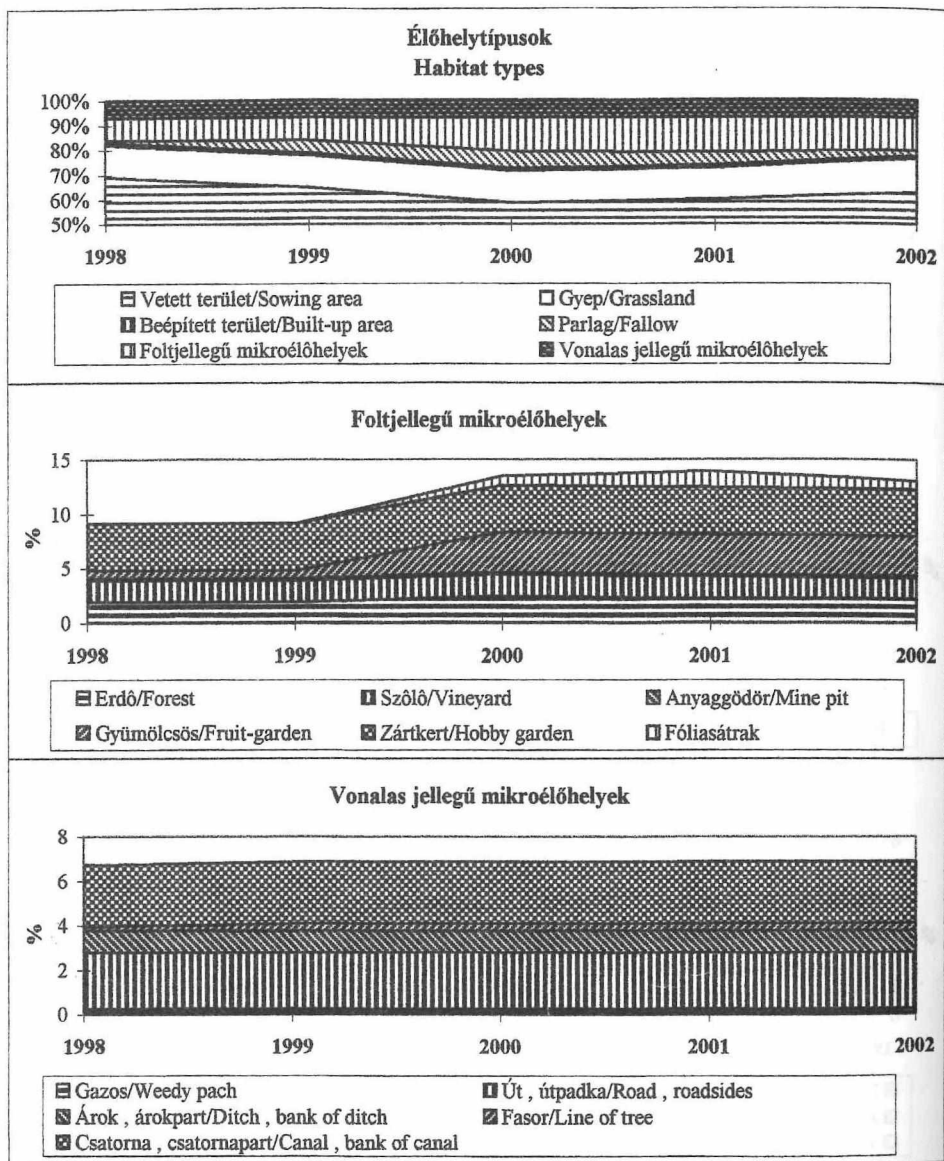 Élőhelytípusok
Habitat types
100%
90%
80%
70%
60%
50%
1998 1999 2000 2001 2002
Vetett terület/Sowing area Gyep/Grassland
Beépített terület/Built-up area Parlag/Fallow
Foltjellegű mikroélôhelyek Vonalas jellegű mikroélôhelyek
Foltjellegű mikroélőhelyek
15
10
5
0
%
1998 1999 2000 2001 2002
Erdô/Forest Szôlô/Vineyard Anyaggödör/Mine pit
Gyümölcsös/Fruit-garden Zártkert/Hobby garden Fóliasátrak
Vonalas jellegű mikroélőhelyek
8
6
4
2
0
%
1998 1999 2000 2001 2002
Gazos/Weedy pach Út , útpadka/Road , roadsides
Árok , árokpart/Ditch , bank of ditch Fasor/Line of tree
Csatorna , csatornapart/Canal , bank of canal